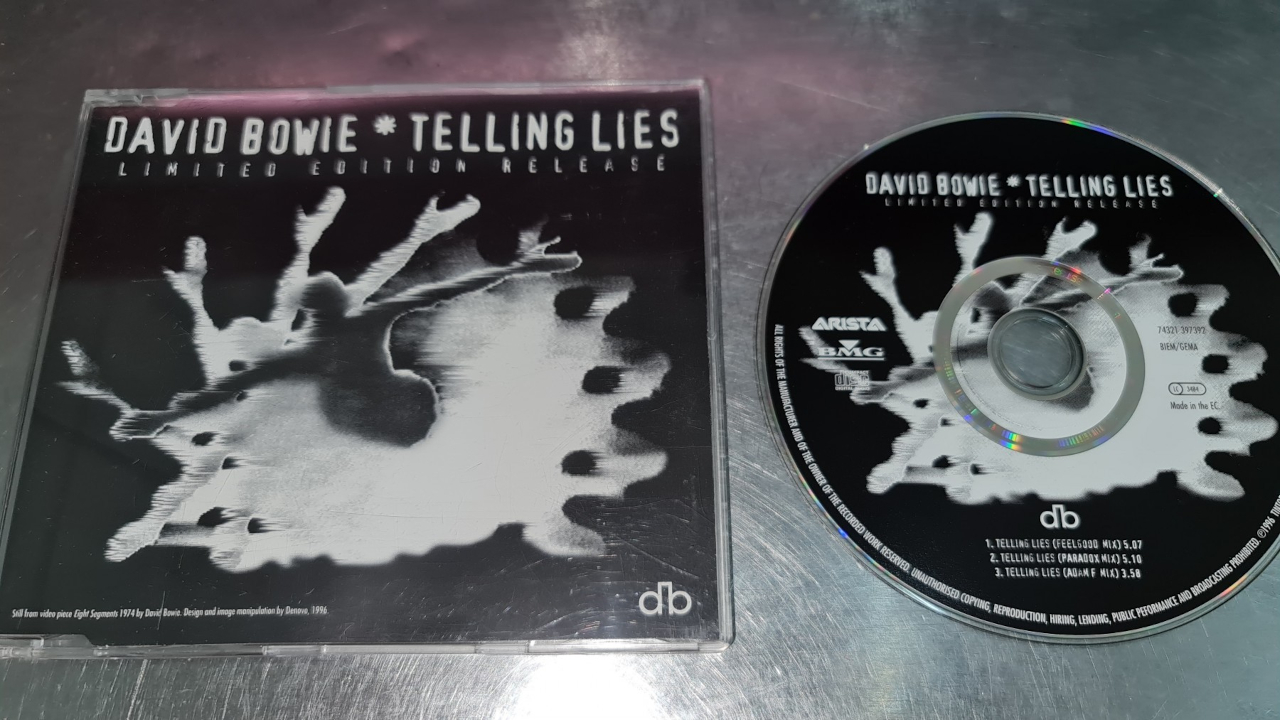 DAVID BOWIE * TELLING LIES
LIMITED EDITION RELEASE
Still from video piece Eight Segments 1974 by David Bowie. Design and image manipulation by Denovo, 1996
db
DAVID BOWIE * TELLING LIES
LIMITED EDITION RELEASE
ARISTA
BMG
74321 397392
BIEM/GEMA
LC 3484
Made in the EC
db
1. TELLING LIES (FEELGOOD MIX) 5.07
2. TELLING LIES (PARADOX MIX) 5.10
3. TELLING LIES (ADAM F MIX) 3.58
ALL RIGHTS OF THE MANUFACTURER AND OF THE OWNER OF THE RECORDED WORK RESERVED. UNAUTHORISED COPYING, REPRODUCTION, HIRING, LENDING, PUBLIC PEFORMANCE AND BROADCASTING PROHIBITED. ℗1996